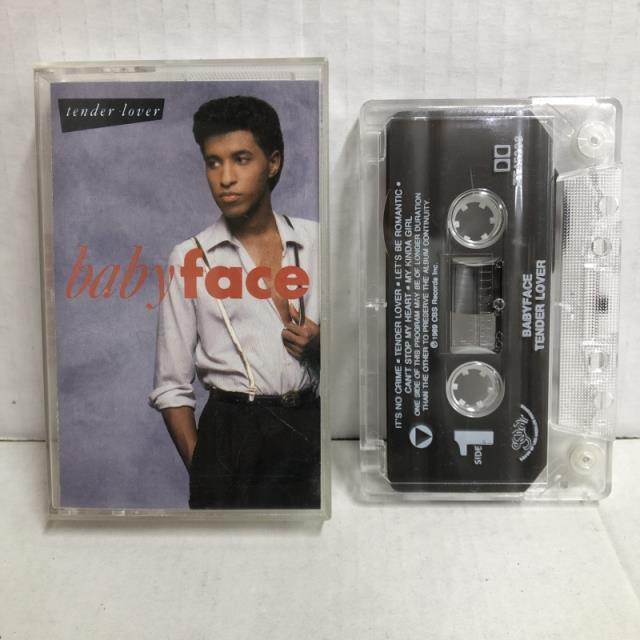 tender lover
babyface
IT'S NO CRIME • TENDER LOVER • LET'S BE ROMANTIC •
CAN'T STOP MY HEART • MY KINDA GIRL
ONE SIDE OF THIS PROGRAM MAY BE OF LONGER DURATION
THAN THE OTHER TO PRESERVE THE ALBUM CONTINUITY.
© 1989 CBS Records Inc.
SIDE 1
BABYFACE
TENDER LOVER